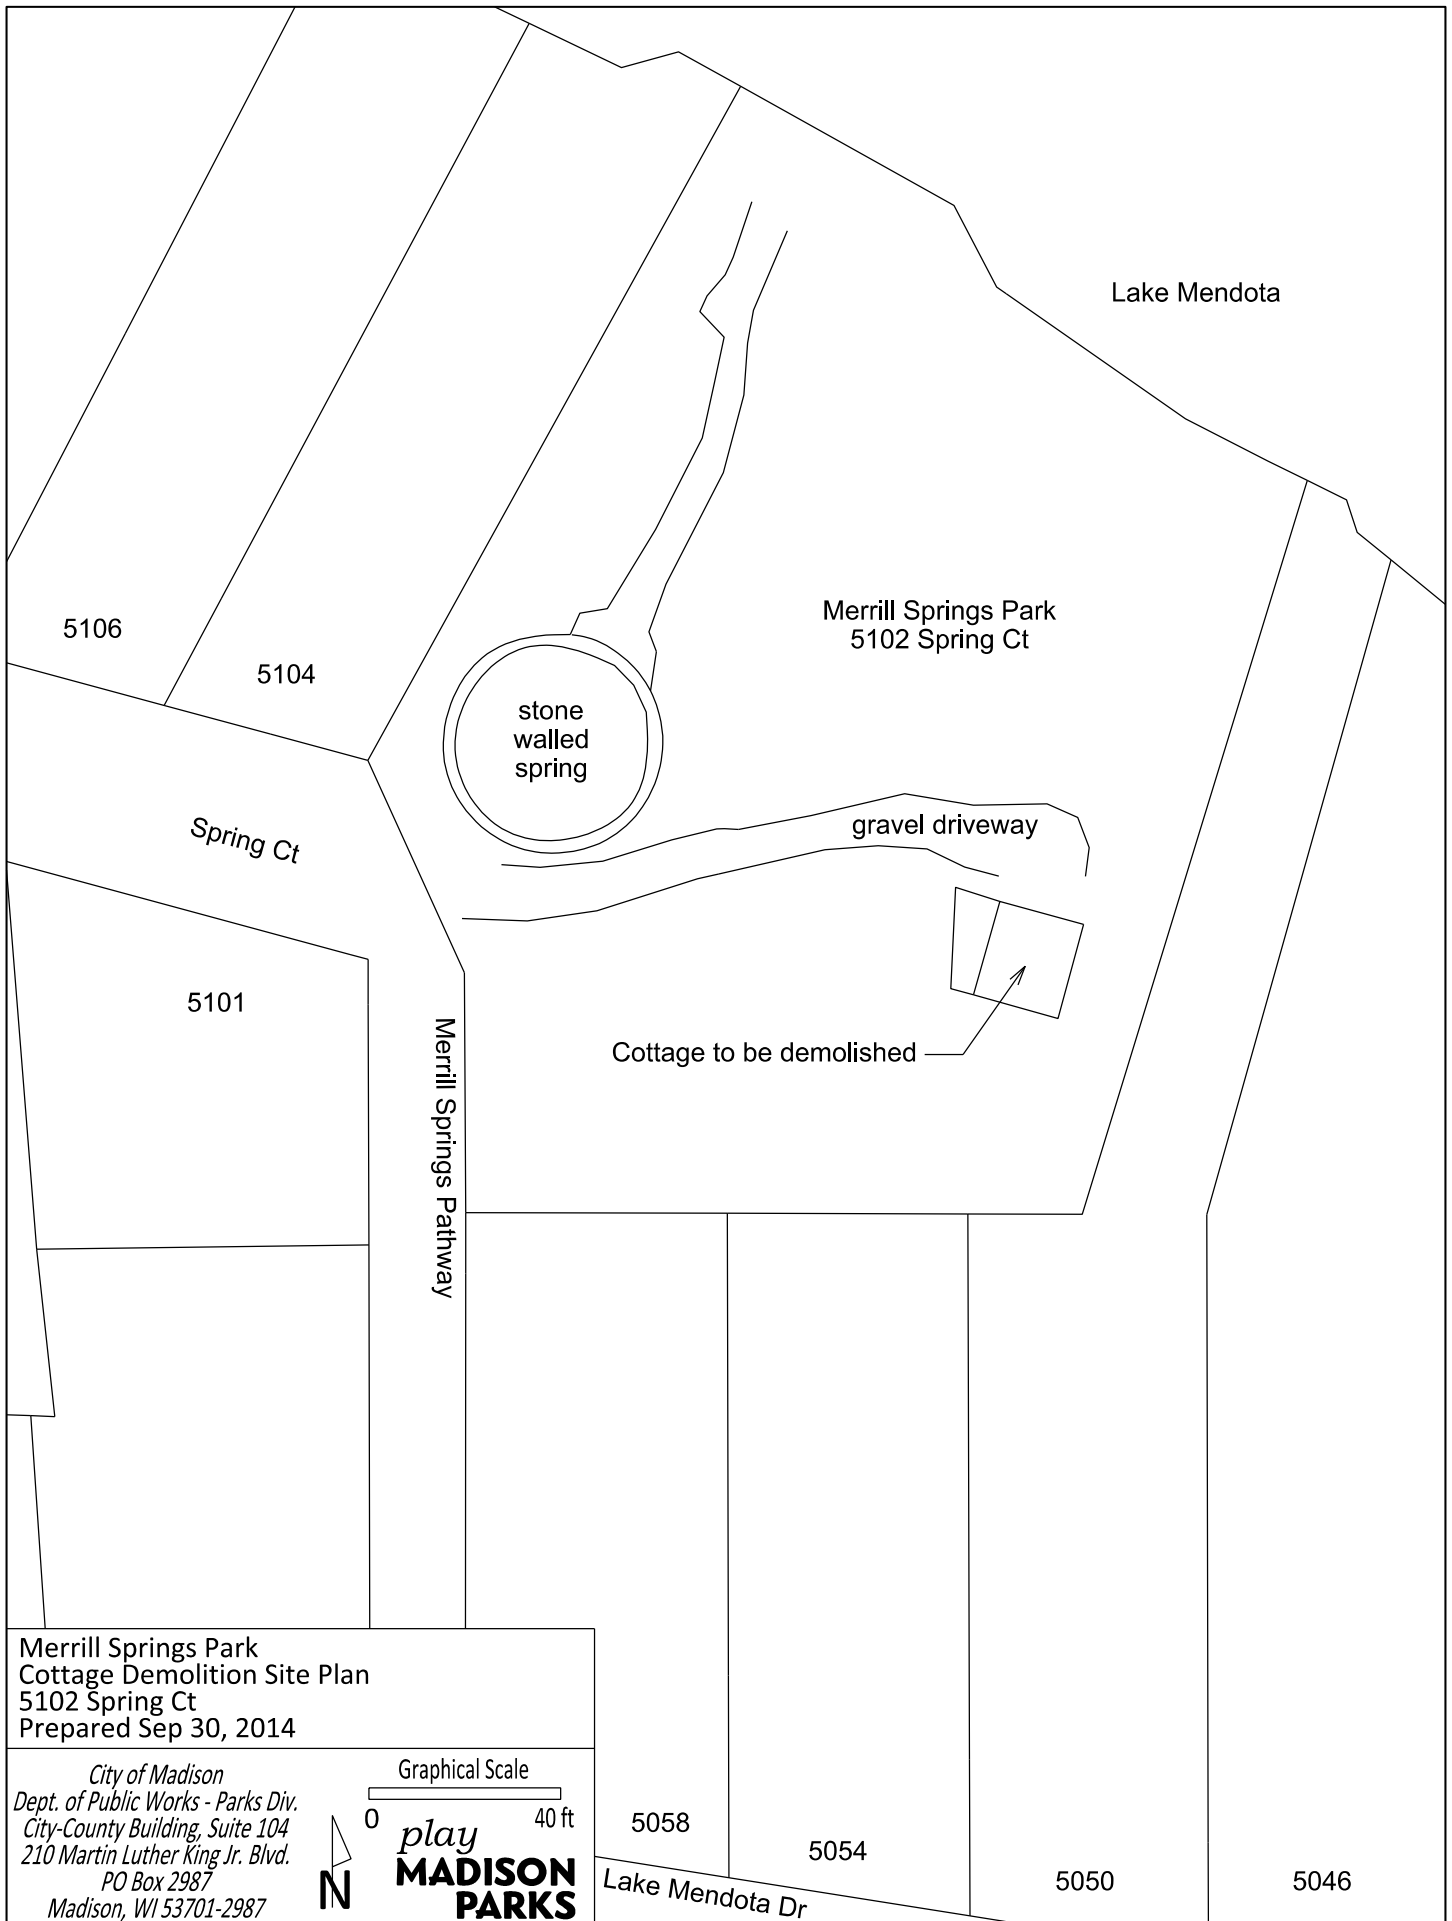 Lake Mendota
Merrill Springs Park
5102 Spring Ct
5106
5104
stone
walled
spring
Spring Ct
gravel driveway
5101
Cottage to be demolished
Merrill Springs Pathway
Merrill Springs Park
Cottage Demolition Site Plan
5102 Spring Ct
Prepared Sep 30, 2014
City of Madison
Dept. of Public Works - Parks Div.
City-County Building, Suite 104
210 Martin Luther King Jr. Blvd.
PO Box 2987
Madison, WI 53701-2987
N
Graphical Scale
0 40 ft
play
MADISON
PARKS
5058
5054
5050
5046
Lake Mendota Dr